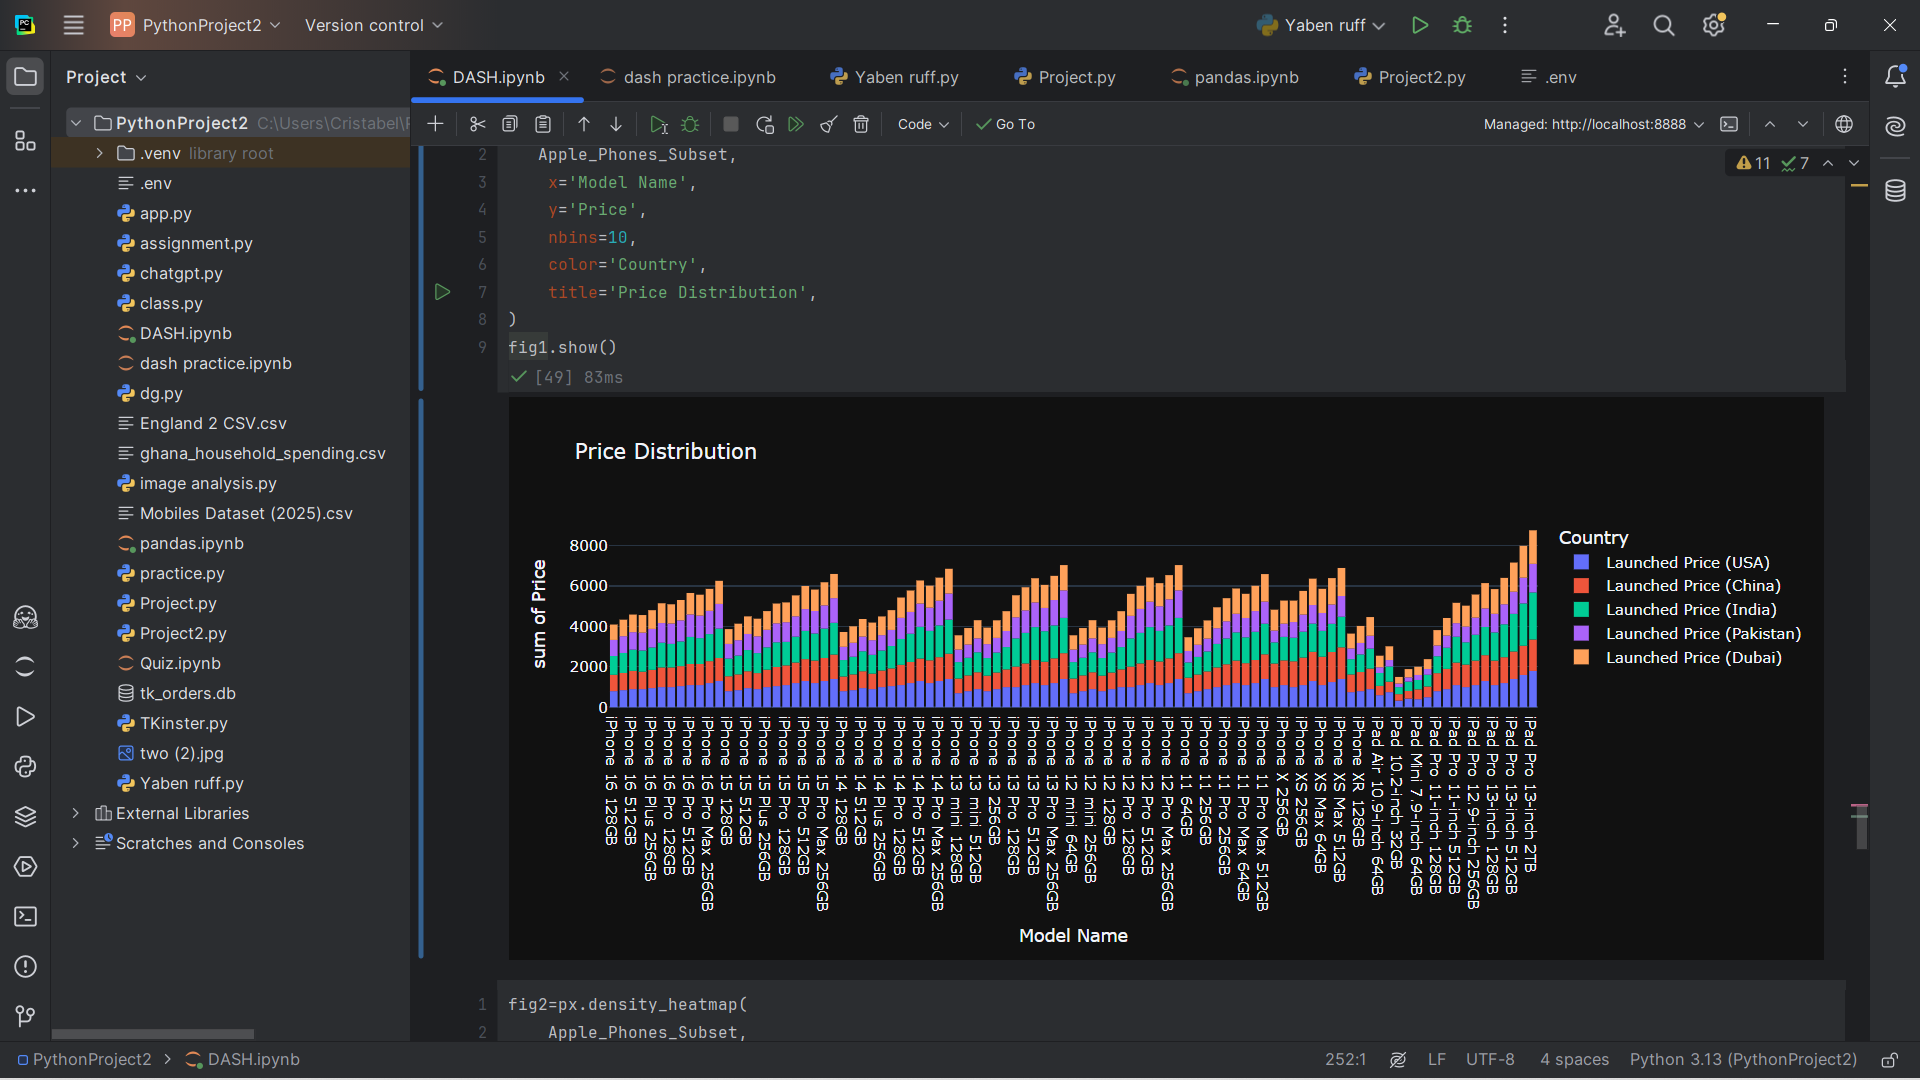 PC
PP PythonProject2
Version control
Yaben ruff
Project
DASH.ipynb
dash practice.ipynb
Yaben ruff.py
Project.py
pandas.ipynb
Project2.py
.env
Code
Go To
Managed: http://localhost:8888
PythonProject2 C:\Users\Cristabel\
.venv library root
.env
app.py
assignment.py
chatgpt.py
class.py
DASH.ipynb
dash practice.ipynb
dg.py
England 2 CSV.csv
ghana_household_spending.csv
image analysis.py
Mobiles Dataset (2025).csv
pandas.ipynb
practice.py
Project.py
Project2.py
Quiz.ipynb
tk_orders.db
TKinster.py
two (2).jpg
Yaben ruff.py
External Libraries
Scratches and Consoles
11 7
2 Apple_Phones_Subset,
3 x='Model Name',
4 y='Price',
5 nbins=10,
6 color='Country',
7 title='Price Distribution',
8 )
9 fig1.show()
[49] 83ms
Price Distribution
sum of Price
8000
6000
4000
2000
0
iPhone 16 128GB
iPhone 16 512GB
iPhone 16 Plus 256GB
iPhone 16 Pro 128GB
iPhone 16 Pro 512GB
iPhone 16 Pro Max 256GB
iPhone 15 128GB
iPhone 15 512GB
iPhone 15 Plus 256GB
iPhone 15 Pro 128GB
iPhone 15 Pro 512GB
iPhone 15 Pro Max 256GB
iPhone 14 128GB
iPhone 14 512GB
iPhone 14 Plus 256GB
iPhone 14 Pro 128GB
iPhone 14 Pro 512GB
iPhone 14 Pro Max 256GB
iPhone 13 mini 128GB
iPhone 13 mini 512GB
iPhone 13 256GB
iPhone 13 Pro 128GB
iPhone 13 Pro 512GB
iPhone 13 Pro Max 256GB
iPhone 12 mini 64GB
iPhone 12 mini 256GB
iPhone 12 128GB
iPhone 12 Pro 128GB
iPhone 12 Pro 512GB
iPhone 12 Pro Max 256GB
iPhone 11 64GB
iPhone 11 256GB
iPhone 11 Pro 256GB
iPhone 11 Pro Max 64GB
iPhone 11 Pro Max 512GB
iPhone X 256GB
iPhone XS 256GB
iPhone XS Max 64GB
iPhone XS Max 512GB
iPhone XR 128GB
iPad Air 10.9-inch 64GB
iPad 10.2-inch 32GB
iPad Mini 7.9-inch 64GB
iPad Pro 11-inch 128GB
iPad Pro 11-inch 512GB
iPad Pro 12.9-inch 256GB
iPad Pro 13-inch 128GB
iPad Pro 13-inch 512GB
iPad Pro 13-inch 2TB
Model Name
Country
Launched Price (USA)
Launched Price (China)
Launched Price (India)
Launched Price (Pakistan)
Launched Price (Dubai)
1 fig2=px.density_heatmap(
2 Apple_Phones_Subset,
PythonProject2 > DASH.ipynb
252:1
LF
UTF-8
4 spaces
Python 3.13 (PythonProject2)